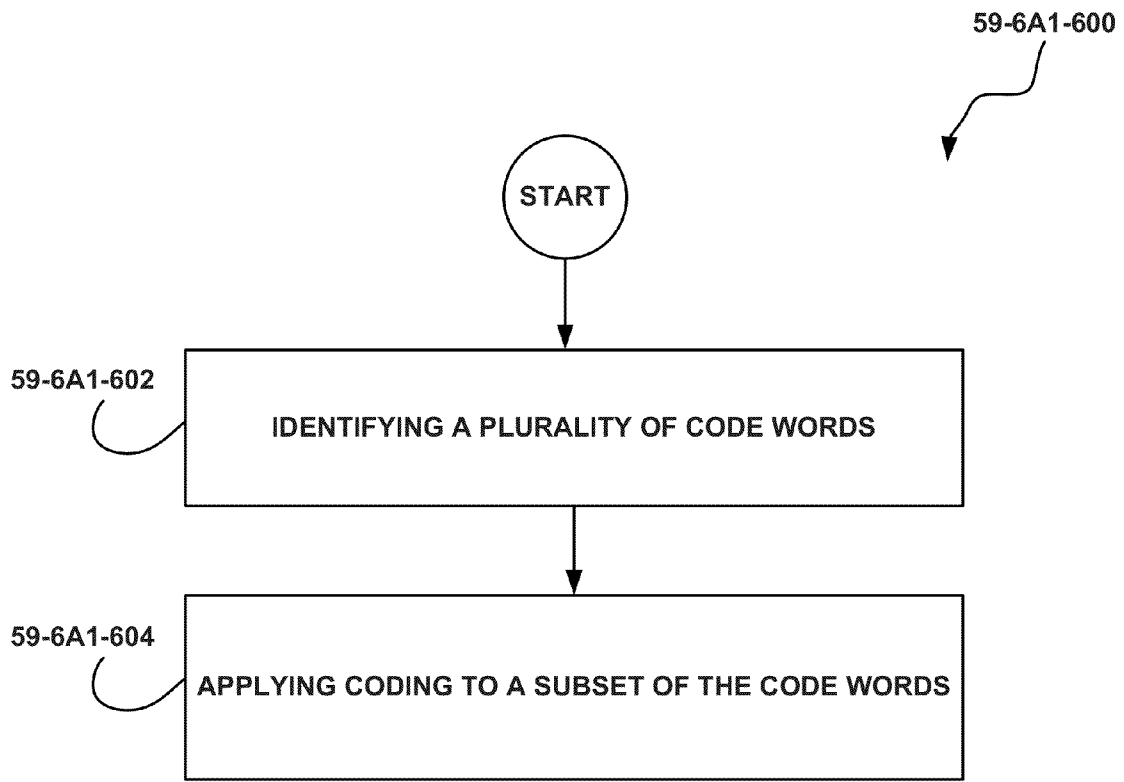 59-6A1-600
START
59-6A1-602
IDENTIFYING A PLURALITY OF CODE WORDS
59-6A1-604
APPLYING CODING TO A SUBSET OF THE CODE WORDS